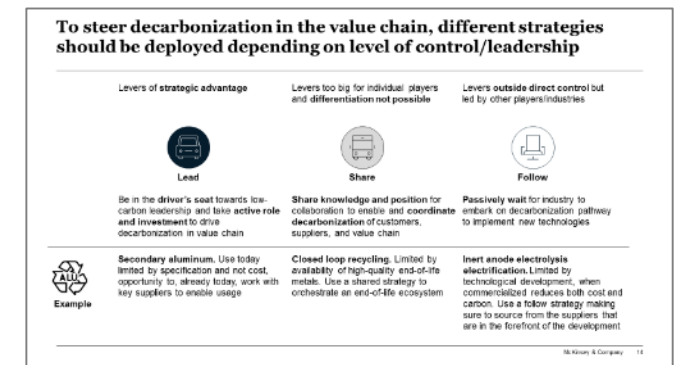 To steer decarbonization in the value chain, different strategies
should be deployed depending on level of control/leadership
Levers of strategic advantage
Levers too big for individual players
and differentiation not possible
Levers outside direct control but
led by other players/industries
Lead
Share
Follow
Be in the driver's seat towards low-
carbon leadership and take active role
and investment to drive
decarbonization in value chain
Share knowledge and position for
collaboration to enable and coordinate
decarbonization of customers,
suppliers, and value chain
Passively wait for industry to
embark on decarbonization pathway
to implement new technologies
ALU
Example
Secondary aluminum. Use today
limited by specification and not cost,
opportunity to, already today, work with
key suppliers to enable usage
Closed loop recycling. Limited by
availability of high-quality end-of-life
metals. Use a shared strategy to
orchestrate an end-of-life ecosystem
Inert anode electrolysis
electrification. Limited by
technological development, when
commercialized reduces both cost and
carbon. Use a follow strategy making
sure to source from the suppliers that
are in the forefront of the development
McKinsey & Company